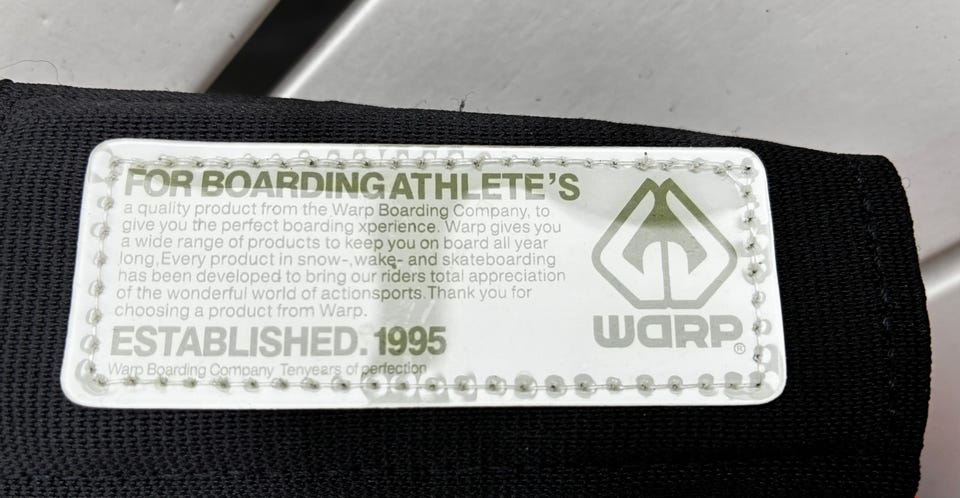 FOR BOARDING ATHLETE'S
a quality product from the Warp Boarding Company, to
give you the perfect boarding xperience. Warp gives you
a wide range of products to keep you on board all year
long,Every product in snow-,wake- and skateboarding
has been developed to bring our riders total appreciation
of the wonderful world of actionsports.Thank you for
choosing a product from Warp.
ESTABLISHED.1995
Warp Boarding Company Tenyears of perfection
WARP®